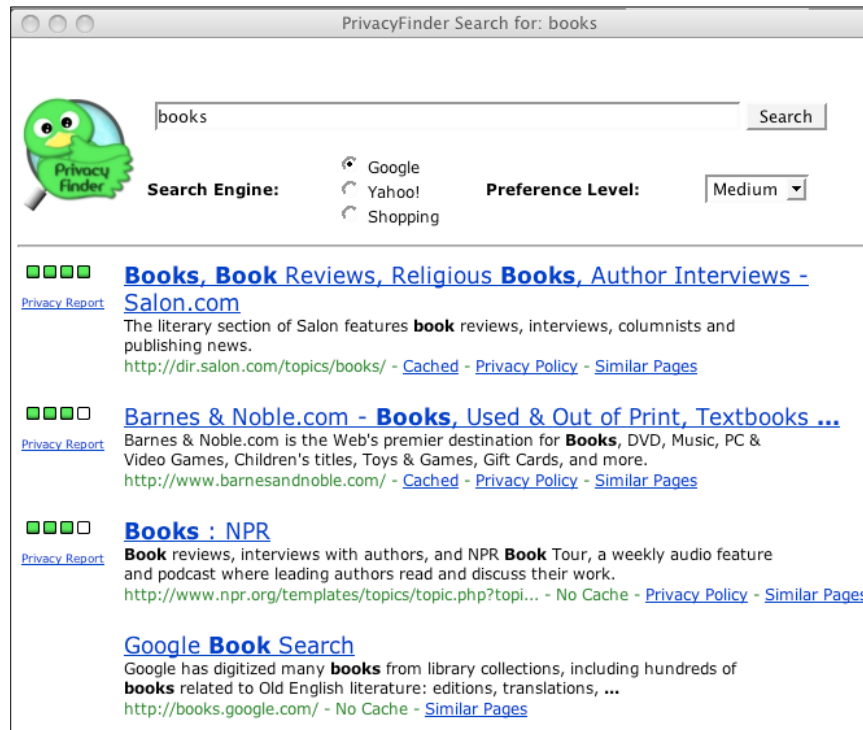 PrivacyFinder Search for: books
books
Search
Privacy
Finder
Search Engine:
Google
Yahoo!
Shopping
Preference Level:
Medium
Privacy Report
Books, Book Reviews, Religious Books, Author Interviews -
Salon.com
The literary section of Salon features book reviews, interviews, columnists and
publishing news.
http://dir.salon.com/topics/books/ - Cached - Privacy Policy - Similar Pages
Privacy Report
Barnes & Noble.com - Books, Used & Out of Print, Textbooks ...
Barnes & Noble.com is the Web's premier destination for Books, DVD, Music, PC &
Video Games, Children's titles, Toys & Games, Gift Cards, and more.
http://www.barnesandnoble.com/ - Cached - Privacy Policy - Similar Pages
Privacy Report
Books : NPR
Book reviews, interviews with authors, and NPR Book Tour, a weekly audio feature
and podcast where leading authors read and discuss their work.
http://www.npr.org/templates/topics/topic.php?topi... - No Cache - Privacy Policy - Similar Pages
Google Book Search
Google has digitized many books from library collections, including hundreds of
books related to Old English literature: editions, translations, ...
http://books.google.com/ - No Cache - Similar Pages